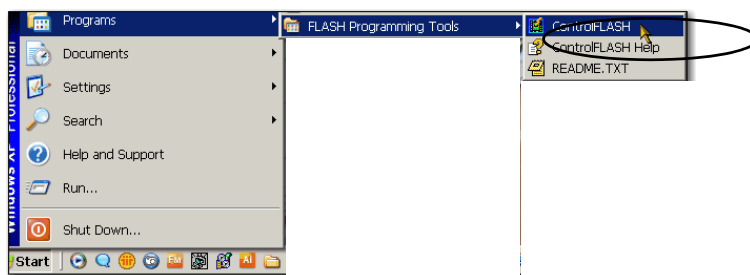 Programs
FLASH Programming Tools
ControlFLASH
ControlFLASH Help
README.TXT
Documents
Settings
Search
Help and Support
Run...
Shut Down...
Windows XP Professional
Start